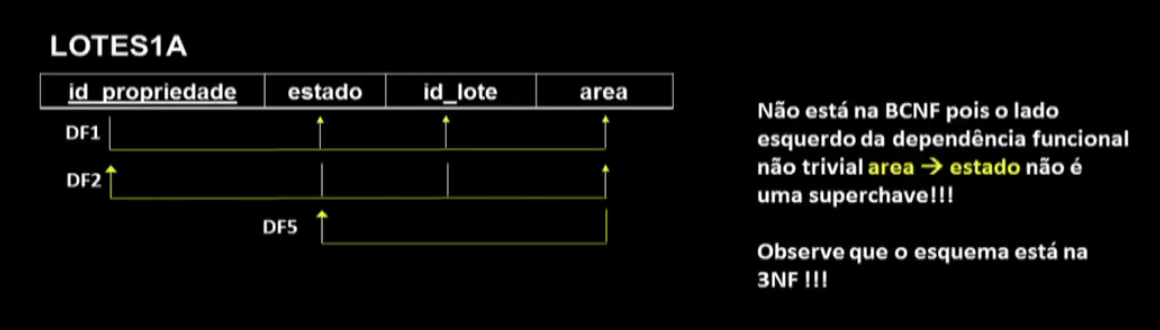 LOTES1A
id_propriedade estado id_lote area
DF1
DF2
DF5
Não está na BCNF pois o lado
esquerdo da dependência funcional
não trivial area → estado não é
uma superchave!!!
Observe que o esquema está na
3NF !!!